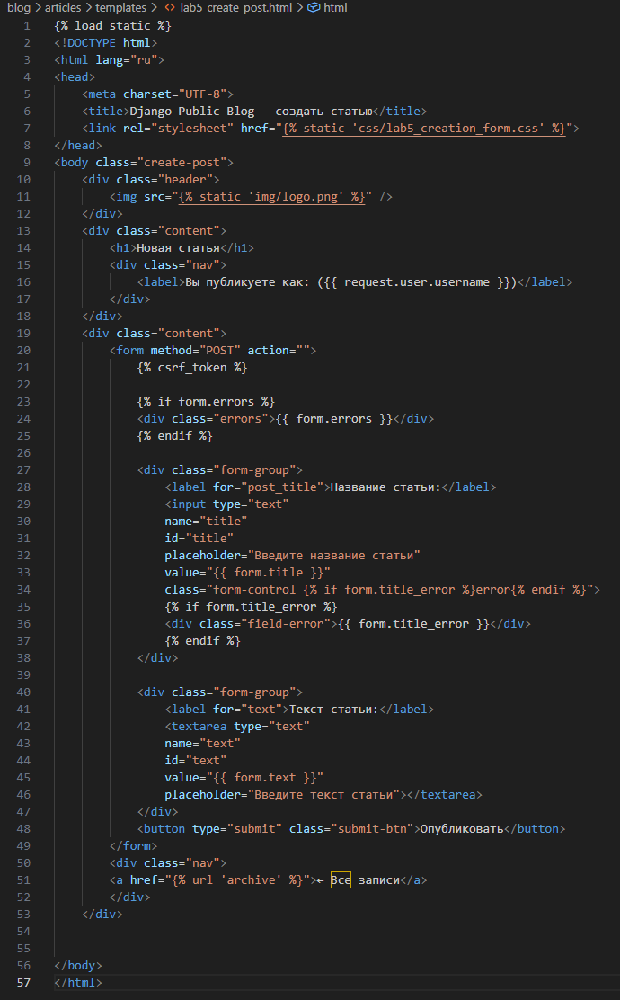 blog > articles > templates > <> lab5_create_post.html > html
1 {% load static %}
2 <!DOCTYPE html>
3 <html lang="ru">
4 <head>
5     <meta charset="UTF-8">
6     <title>Django Public Blog - создать статью</title>
7     <link rel="stylesheet" href="{% static 'css/lab5_creation_form.css' %}">
8 </head>
9 <body class="create-post">
10     <div class="header">
11         <img src="{% static 'img/logo.png' %}" />
12     </div>
13     <div class="content">
14         <h1>Новая статья</h1>
15         <div class="nav">
16             <label>Вы публикуете как: ({{ request.user.username }})</label>
17         </div>
18     </div>
19     <div class="content">
20         <form method="POST" action="">
21             {% csrf_token %}
22
23             {% if form.errors %}
24             <div class="errors">{{ form.errors }}</div>
25             {% endif %}
26
27             <div class="form-group">
28                 <label for="post_title">Название статьи:</label>
29                 <input type="text"
30                 name="title"
31                 id="title"
32                 placeholder="Введите название статьи"
33                 value="{{ form.title }}"
34                 class="form-control {% if form.title_error %}error{% endif %}">
35                 {% if form.title_error %}
36                 <div class="field-error">{{ form.title_error }}</div>
37                 {% endif %}
38             </div>
39
40             <div class="form-group">
41                 <label for="text">Текст статьи:</label>
42                 <textarea type="text"
43                 name="text"
44                 id="text"
45                 value="{{ form.text }}"
46                 placeholder="Введите текст статьи"></textarea>
47             </div>
48             <button type="submit" class="submit-btn">Опубликовать</button>
49         </form>
50         <div class="nav">
51         <a href="{% url 'archive' %}">← Все записи</a>
52         </div>
53     </div>
54
55
56 </body>
57 </html>